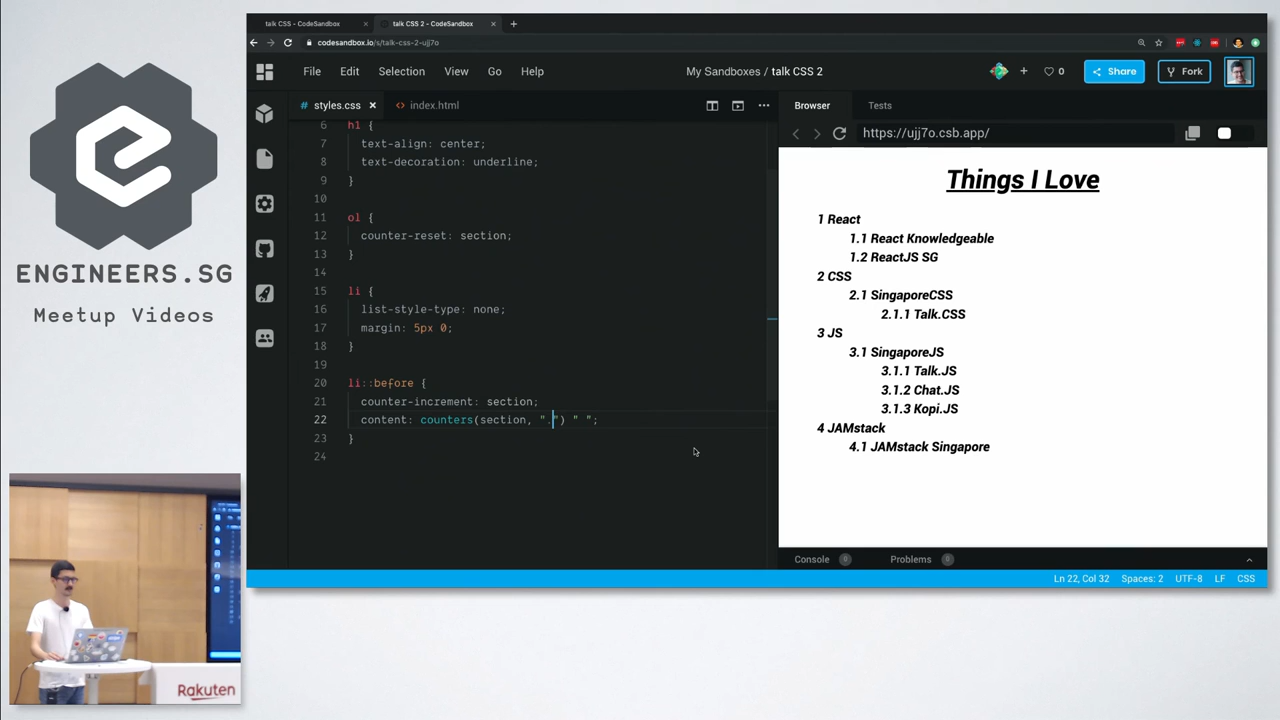 ENGINEERS.SG
Meetup Videos
Rakuten
talk CSS - CodeSandbox
talk CSS 2 - CodeSandbox
codesandbox.io/s/talk-css-2-ujj7o
File Edit Selection View Go Help
My Sandboxes / talk CSS 2
0
Share
Fork
# styles.css
<> index.html
6 h1 {
7 text-align: center;
8 text-decoration: underline;
9 }
10
11 ol {
12 counter-reset: section;
13 }
14
15 li {
16 list-style-type: none;
17 margin: 5px 0;
18 }
19
20 li::before {
21 counter-increment: section;
22 content: counters(section, ".") " ";
23 }
24
Browser Tests
https://ujj7o.csb.app/
Things I Love
1 React
1.1 React Knowledgeable
1.2 ReactJS SG
2 CSS
2.1 SingaporeCSS
2.1.1 Talk.CSS
3 JS
3.1 SingaporeJS
3.1.1 Talk.JS
3.1.2 Chat.JS
3.1.3 Kopi.JS
4 JAMstack
4.1 JAMstack Singapore
Console 0 Problems 0
Ln 22, Col 32 Spaces: 2 UTF-8 LF CSS